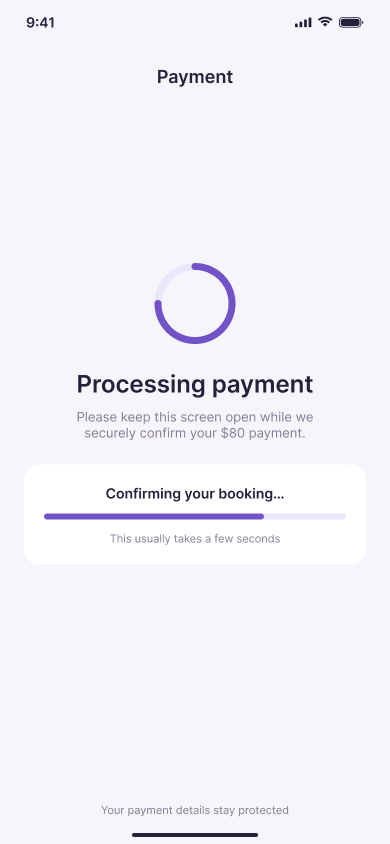 9:41
Payment
Processing payment
Please keep this screen open while we
securely confirm your $80 payment.
Confirming your booking...
This usually takes a few seconds
Your payment details stay protected